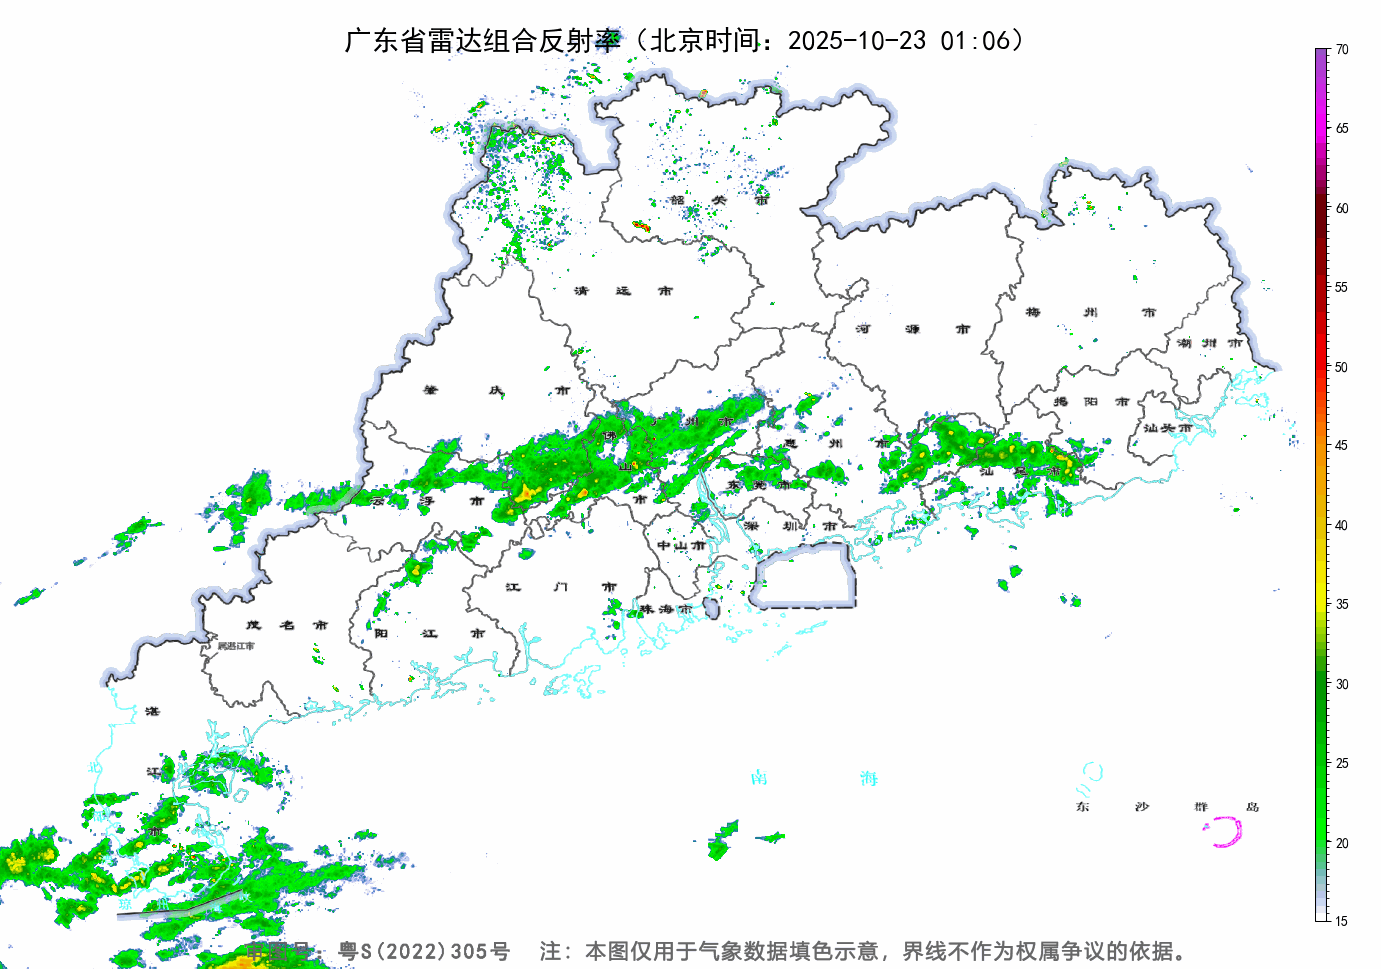 广东省雷达组合反射率（北京时间：2025-10-23 01:06）
70
65
60
55
50
45
40
35
30
25
20
15
韶关市
清远市
河源市
梅州市
潮州市
肇庆市
揭阳市
汕头市
广州市
佛山市
惠州市
汕尾市
东莞市
云浮市
深圳市
中山市
江门市
珠海市
茂名市
阳江市
属湛江市
湛江市
南海
东沙群岛
审图号：粤S(2022)305号 注：本图仅用于气象数据填色示意，界线不作为权属争议的依据。